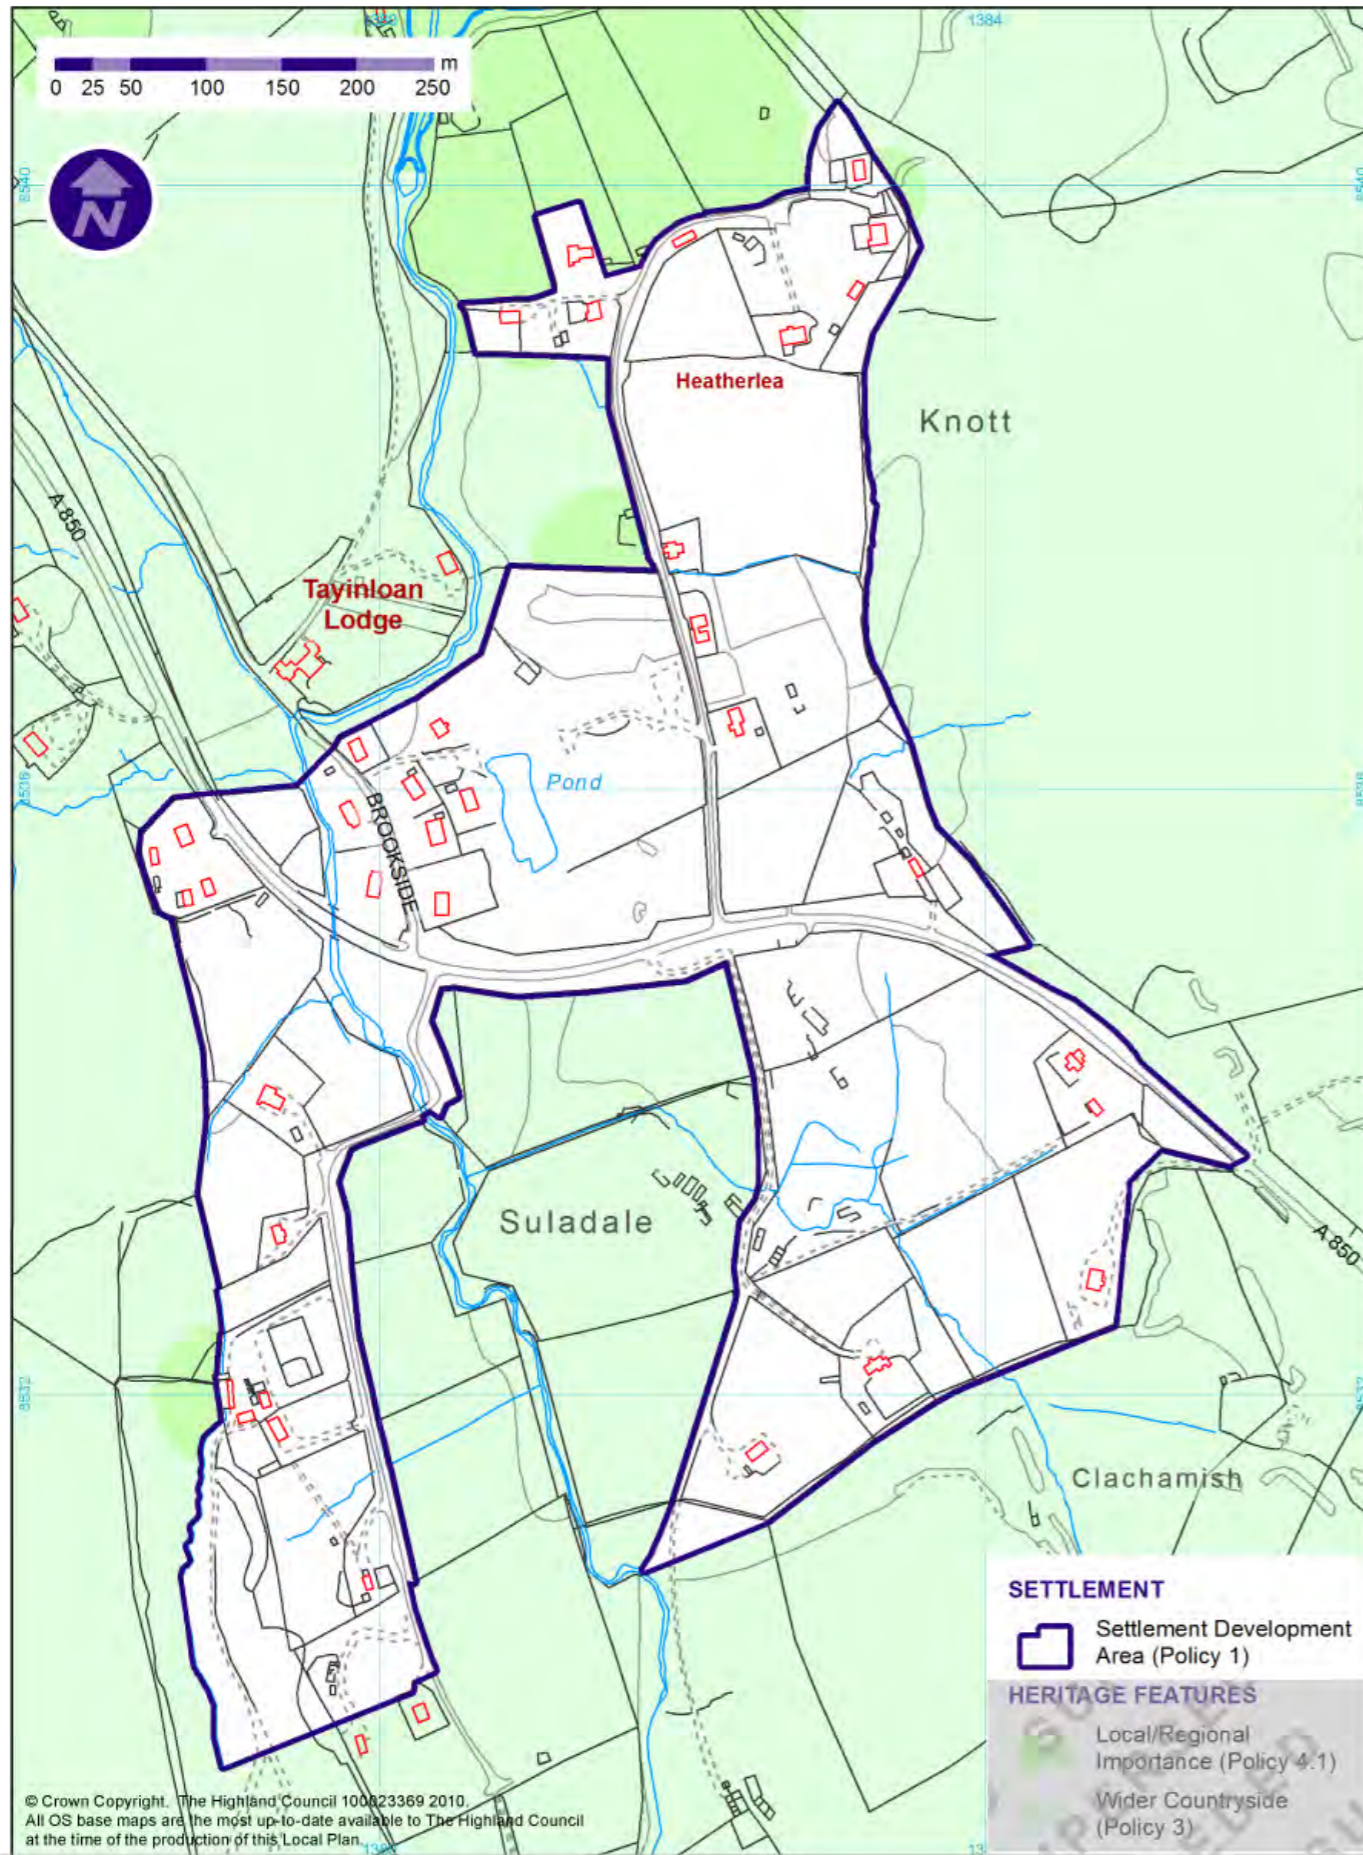 1384
m
0 25 50 100 150 200 250
N
8540
Knott
Heatherlea
A 850
Tayinloan
Lodge
Pond
BROOKSIDE
Suladale
A 850
8532
Clachamish
SETTLEMENT
Settlement Development
Area (Policy 1)
HERITAGE FEATURES
Local/Regional
Importance (Policy 4.1)
Wider Countryside
(Policy 3)
© Crown Copyright. The Highland Council 100023369 2010.
All OS base maps are the most up-to-date available to The Highland Council
at the time of the production of this Local Plan.